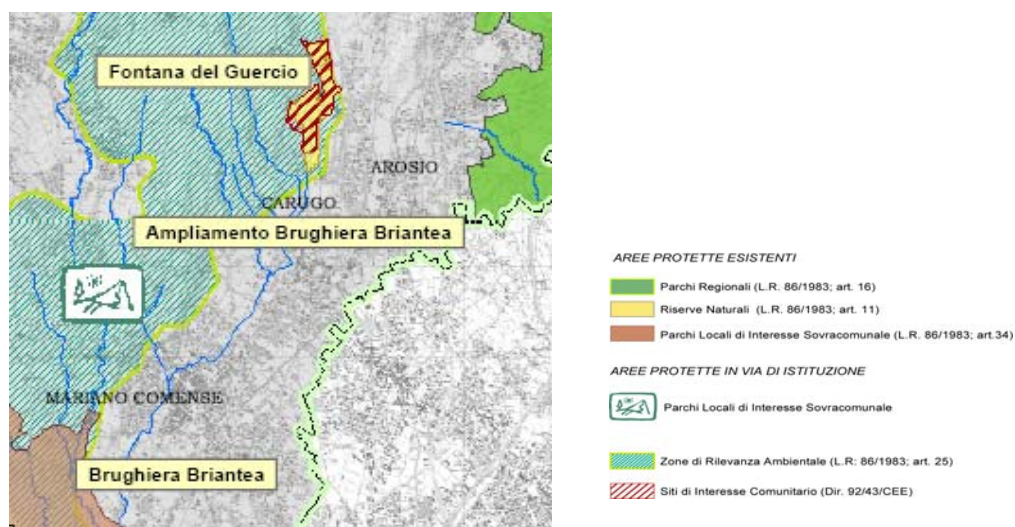 Fontana del Guercio
AROSIO
CARUGO
Ampliamento Brughiera Briantea
MARIANO COMENSE
Brughiera Briantea
AREE PROTETTE ESISTENTI
Parchi Regionali (L.R. 86/1983; art. 16)
Riserve Naturali (L.R. 86/1983; art. 11)
Parchi Locali di Interesse Sovracomunale (L.R. 86/1983; art.34)
AREE PROTETTE IN VIA DI ISTITUZIONE
Parchi Locali di Interesse Sovracomunale
Zone di Rilevanza Ambientale (L.R: 86/1983; art. 25)
Siti di Interesse Comunitario (Dir. 92/43/CEE)